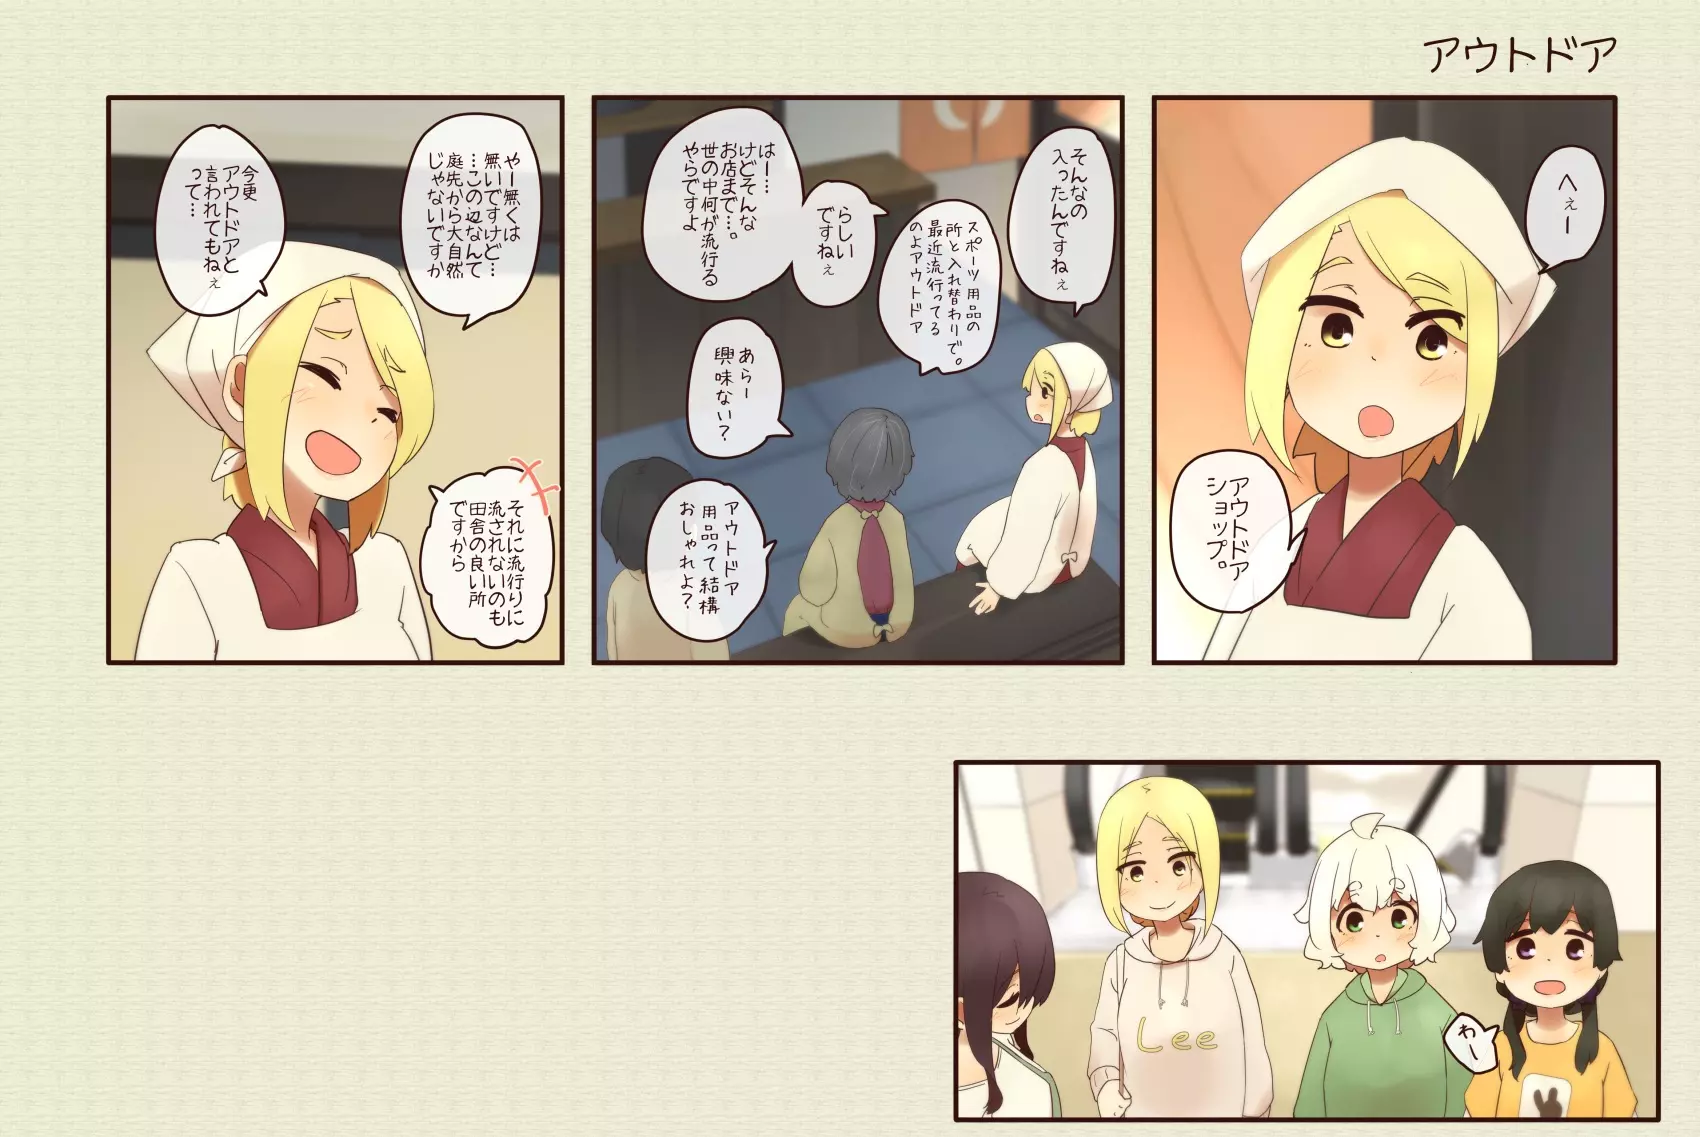 アウトドア
へぇー
アウトドア
ショップ。
そんなの
入ったんですねぇ
スポーツ用品の
所と入れ替わりで。
最近流行ってる
のよアウトドア
らしい
ですねぇ
はー…
けどそんな
お店まで…。
世の中何が流行る
やらですよ
あらー
興味ない？
アウトドア
用品って結構
おしゃれよ？
やー無くは
無いですけど…
…この辺なんて
庭先から大自然
じゃないですか
今更
アウトドアと
言われてもねぇ
って…
それに流行りに
流されないのも
田舎の良い所
ですから
わー
Lee